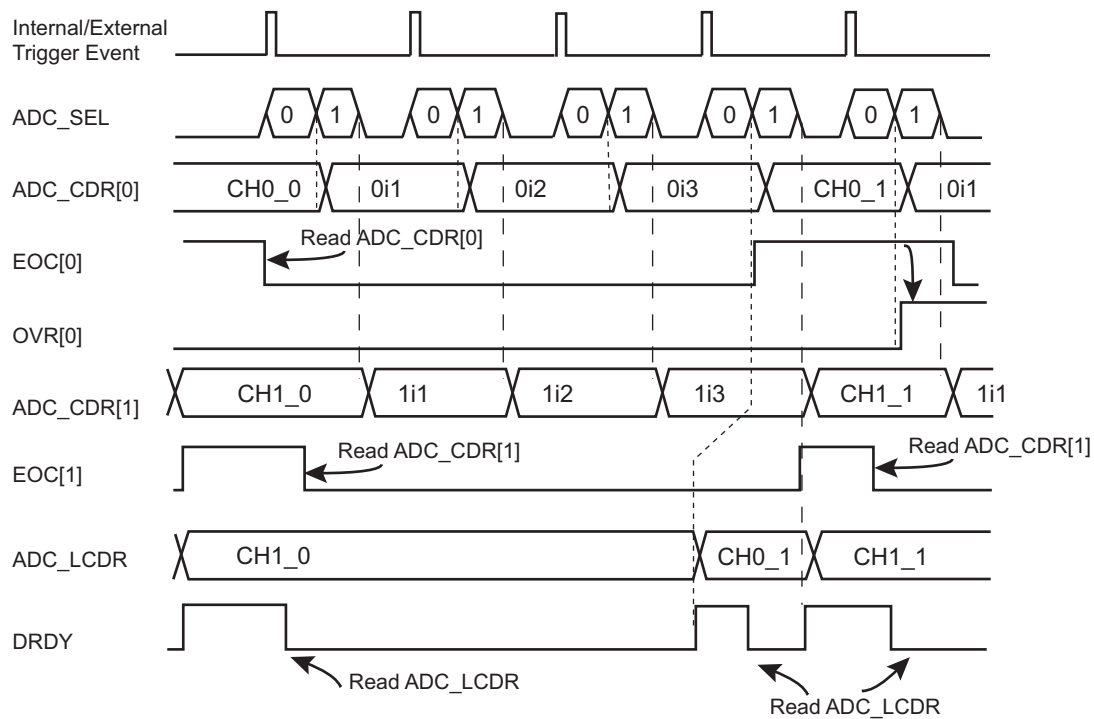 Internal/External
Trigger Event
ADC_SEL
0 1 0 1 0 1 0 1 0 1
ADC_CDR[0]
CH0_0 0i1 0i2 0i3 CH0_1 0i1
EOC[0]
Read ADC_CDR[0]
OVR[0]
ADC_CDR[1]
CH1_0 1i1 1i2 1i3 CH1_1 1i1
EOC[1]
Read ADC_CDR[1]
Read ADC_CDR[1]
ADC_LCDR
CH1_0 CH0_1 CH1_1
DRDY
Read ADC_LCDR
Read ADC_LCDR